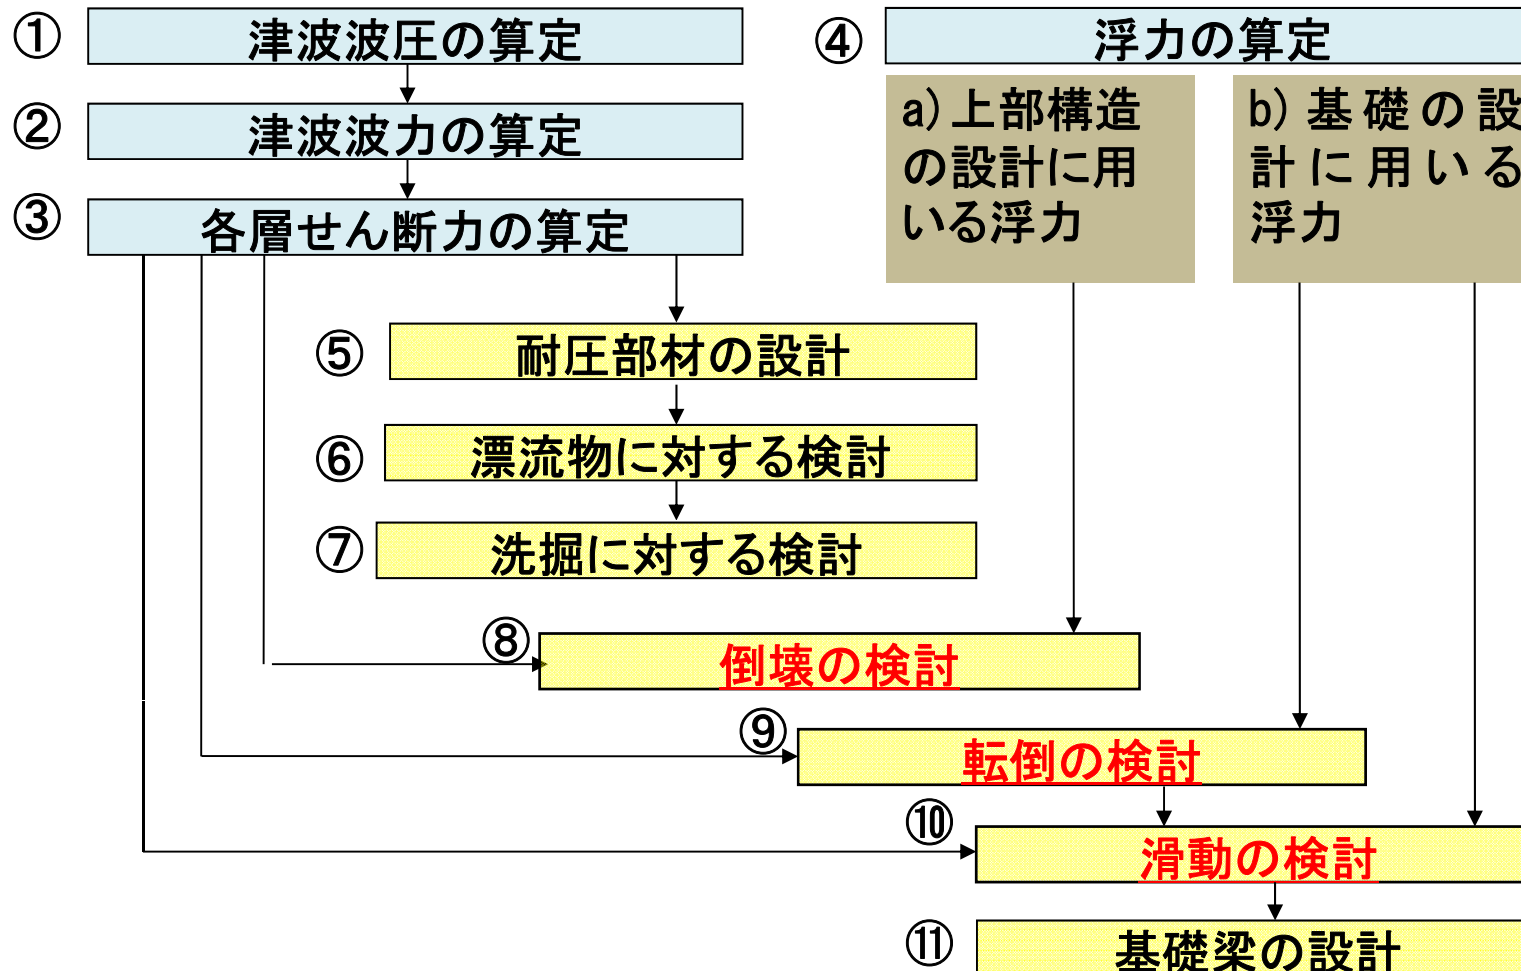 ① 津波波圧の算定
② 津波波力の算定
③ 各層せん断力の算定
④ 浮力の算定
a) 上部構造
の設計に用
いる浮力
b) 基礎の設
計に用いる
浮力
⑤ 耐圧部材の設計
⑥ 漂流物に対する検討
⑦ 洗掘に対する検討
⑧ 倒壊の検討
⑨ 転倒の検討
⑩ 滑動の検討
⑪ 基礎梁の設計